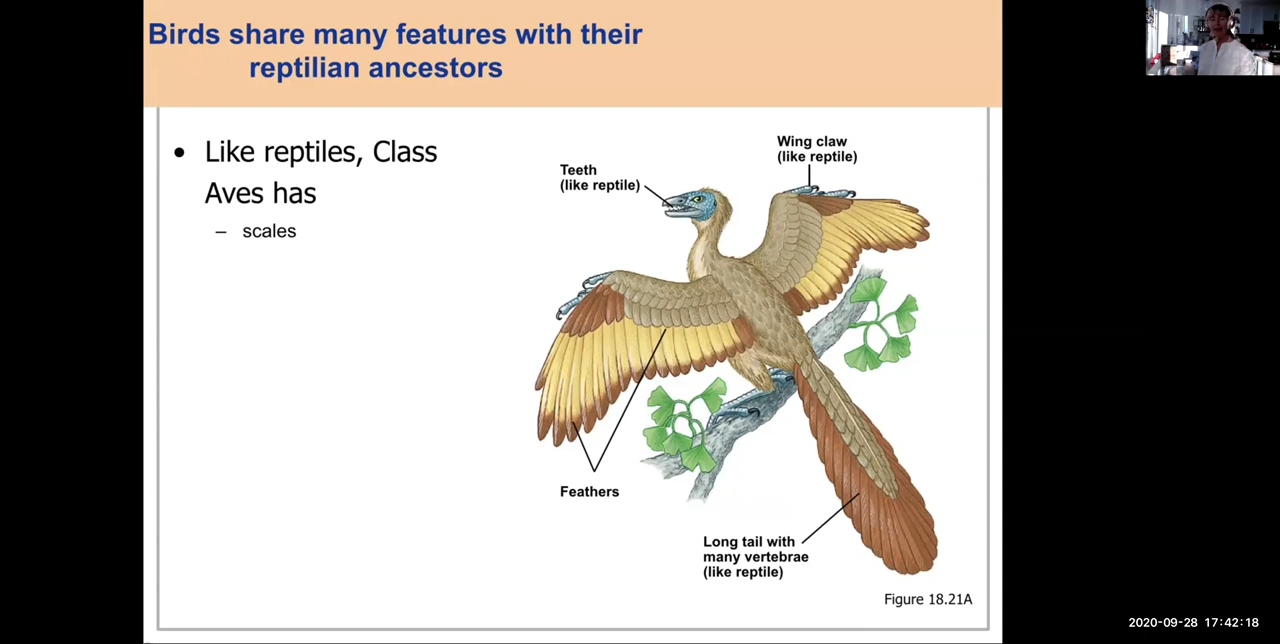 Birds share many features with their
reptilian ancestors
• Like reptiles, Class
Aves has
– scales
Teeth
(like reptile)
Wing claw
(like reptile)
Feathers
Long tail with
many vertebrae
(like reptile)
Figure 18.21A
2020-09-28 17:42:18